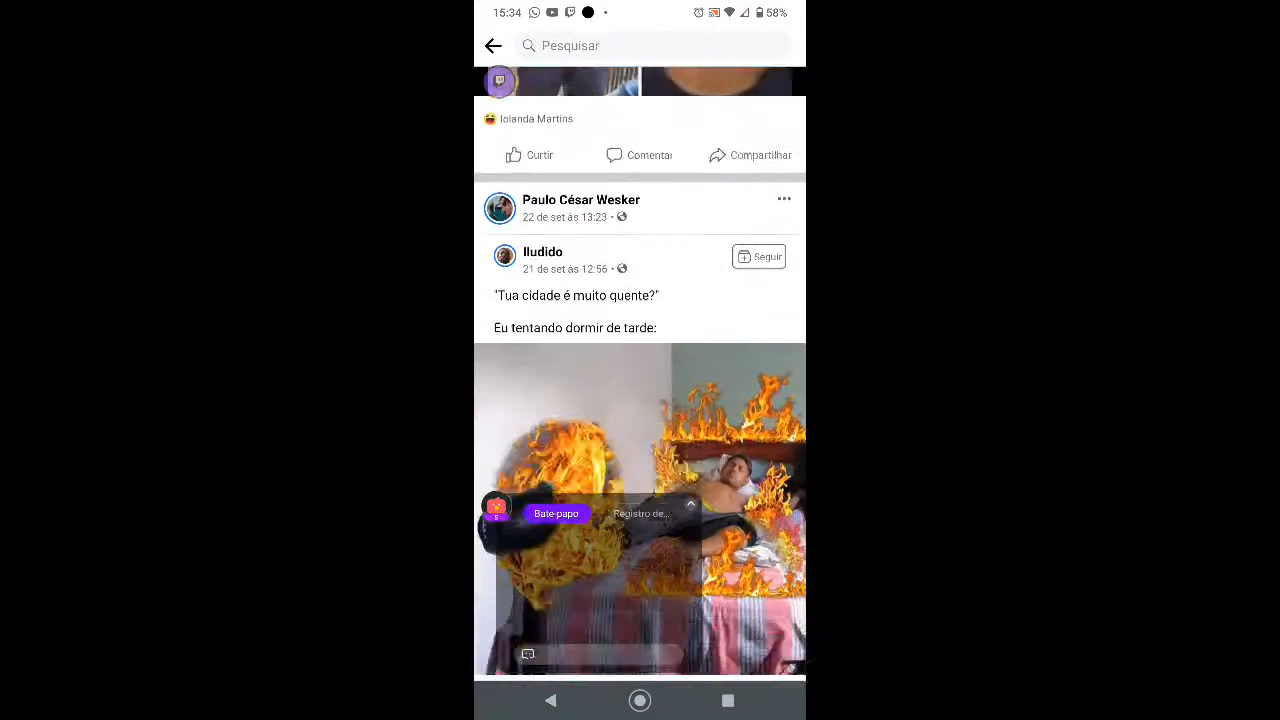 15:34
58%
Pesquisar
Iolanda Martins
Curtir
Comentar
Compartilhar
Paulo César Wesker
22 de set às 13:23
Iludido
21 de set às 12:56
Seguir
"Tua cidade é muito quente?"
Eu tentando dormir de tarde:
Bate-papo
Registro de...
S